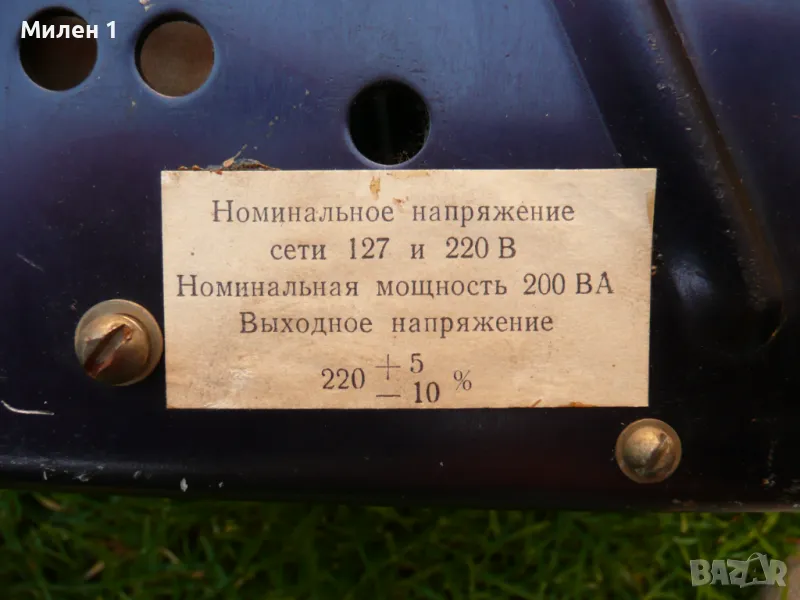 Милен 1
Номинальное напряжение
сети 127 и 220 В
Номинальная мощность 200 ВА
Выходное напряжение
220 + 5 − 10 %
BAZAR